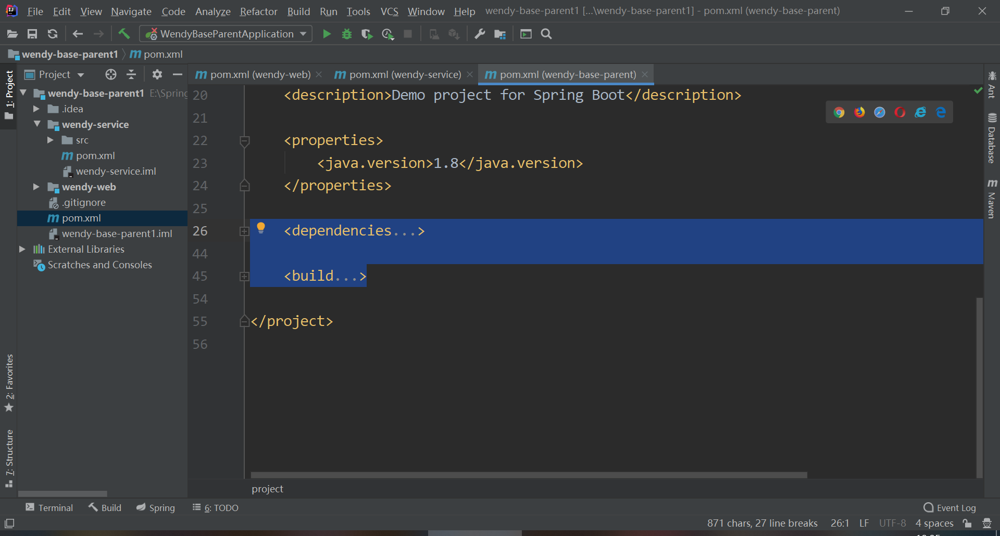 File Edit View Navigate Code Analyze Refactor Build Run Tools VCS Window Help wendy-base-parent1 [...\wendy-base-parent1] - pom.xml (wendy-base-parent)
WendyBaseParentApplication
wendy-base-parent1 pom.xml
Project
pom.xml (wendy-web)
pom.xml (wendy-service)
pom.xml (wendy-base-parent)
1: Project
2: Favorites
7: Structure
wendy-base-parent1 E:\Spring
.idea
wendy-service
src
pom.xml
wendy-service.iml
wendy-web
.gitignore
pom.xml
wendy-base-parent1.iml
External Libraries
Scratches and Consoles
20 <description>Demo project for Spring Boot</description>
21
22 <properties>
23 <java.version>1.8</java.version>
24 </properties>
25
26 <dependencies...>
44
45 <build...>
54
55 </project>
56
project
Ant
Database
Maven
Terminal Build Spring 6: TODO Event Log
871 chars, 27 line breaks 26:1 LF UTF-8 4 spaces